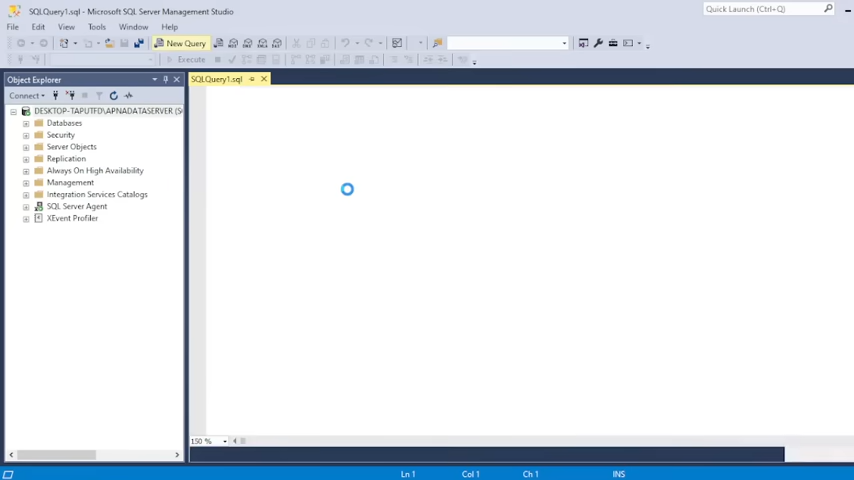 SQLQuery1.sql - Microsoft SQL Server Management Studio
Quick Launch (Ctrl+Q)
File Edit View Tools Window Help
New Query
Execute
Object Explorer
SQLQuery1.sql
Connect
DESKTOP-TAPUTFD\APNADATASERVER (S
Databases
Security
Server Objects
Replication
Always On High Availability
Management
Integration Services Catalogs
SQL Server Agent
XEvent Profiler
150 %
Ln 1 Col 1 Ch 1 INS